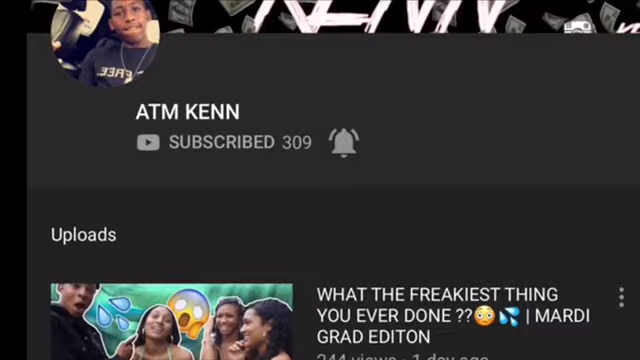 KENN
ATM KENN
SUBSCRIBED 309
Uploads
WHAT THE FREAKIEST THING
YOU EVER DONE ??😳💦 | MARDI
GRAD EDITON
244 views • 1 day ago